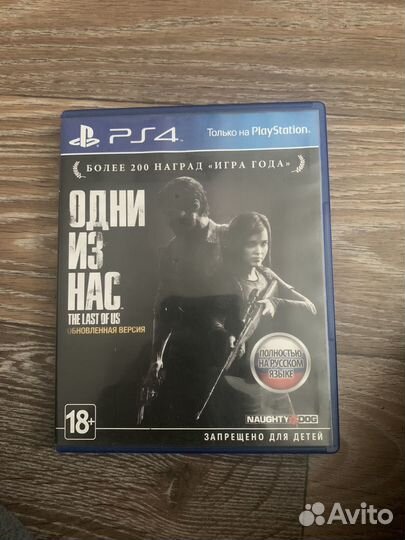 PS4
Только на PlayStation.
БОЛЕЕ 200 НАГРАД «ИГРА ГОДА»
ОДНИ
ИЗ
НАС
THE LAST OF US
ОБНОВЛЕННАЯ ВЕРСИЯ
ПОЛНОСТЬЮ
НА РУССКОМ
ЯЗЫКЕ
18+
NAUGHTY DOG
ЗАПРЕЩЕНО ДЛЯ ДЕТЕЙ
Avito